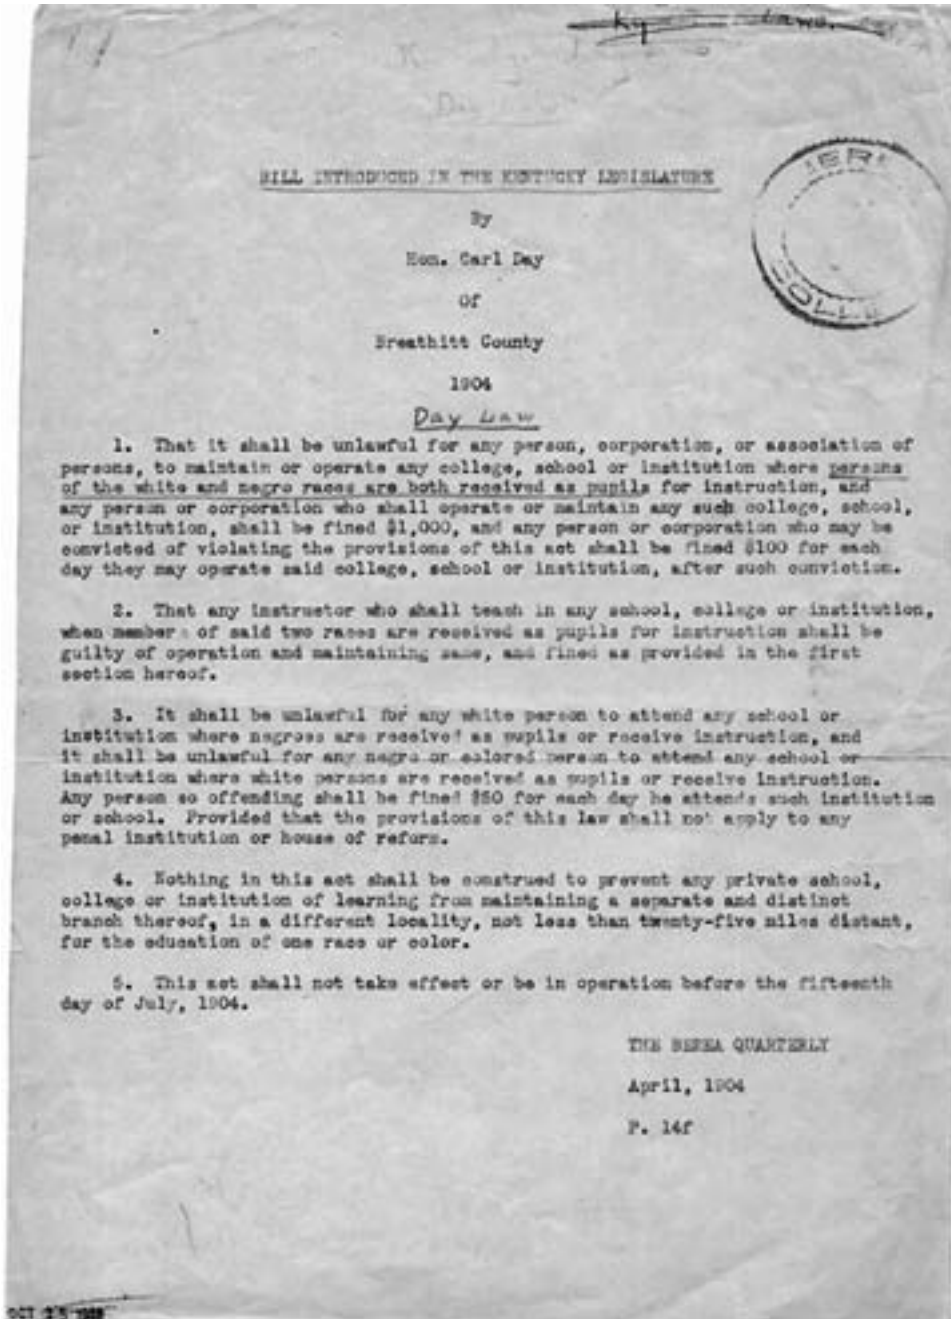 Ky Laws.
BILL INTRODUCED IN THE KENTUCKY LEGISLATURE
By
Hon. Carl Day
Of
Breathitt County
1904
Day Law
1. That it shall be unlawful for any person, corporation, or association of
persons, to maintain or operate any college, school or institution where persons
of the white and negro races are both received as pupils for instruction, and
any person or corporation who shall operate or maintain any such college, school,
or institution, shall be fined $1,000, and any person or corporation who may be
convicted of violating the provisions of this act shall be fined $100 for each
day they may operate said college, school or institution, after such conviction.
2. That any instructor who shall teach in any school, college or institution,
when members of said two races are received as pupils for instruction shall be
guilty of operation and maintaining same, and fined as provided in the first
section hereof.
3. It shall be unlawful for any white person to attend any school or
institution where negroes are received as pupils or receive instruction, and
it shall be unlawful for any negro or colored person to attend any school or
institution where white persons are received as pupils or receive instruction.
Any person so offending shall be fined $50 for each day he attends such institution
or school. Provided that the provisions of this law shall not apply to any
penal institution or house of reform.
4. Nothing in this act shall be construed to prevent any private school,
college or institution of learning from maintaining a separate and distinct
branch thereof, in a different locality, not less than twenty-five miles distant,
for the education of one race or color.
5. This act shall not take effect or be in operation before the fifteenth
day of July, 1904.
THE BEREA QUARTERLY
April, 1904
P. 14f